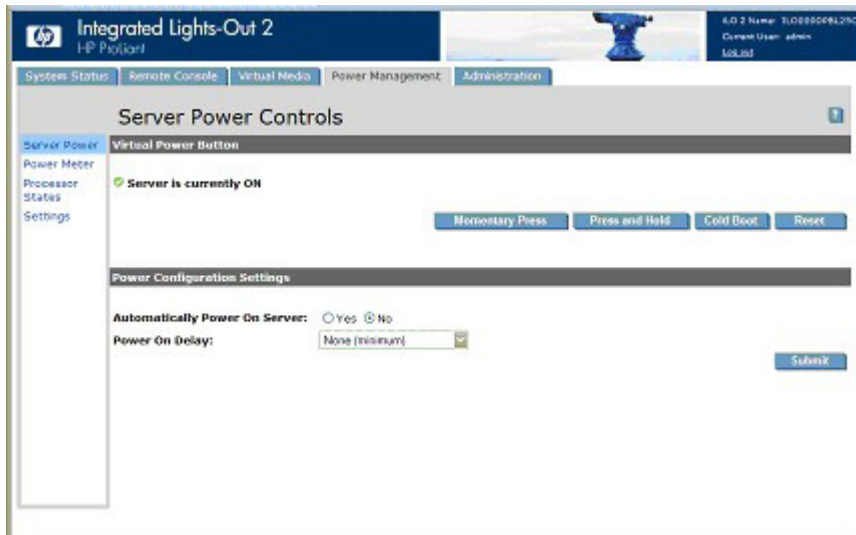 hp
Integrated Lights-Out 2
HP ProLiant
Current User: admin
Log out
System Status
Remote Console
Virtual Media
Power Management
Administration
Server Power Controls
?
Server Power
Power Meter
Processor
States
Settings
Virtual Power Button
Server is currently ON
Momentary Press
Press and Hold
Cold Boot
Reset
Power Configuration Settings
Automatically Power On Server: Yes No
Power On Delay: None (minimum)
Submit